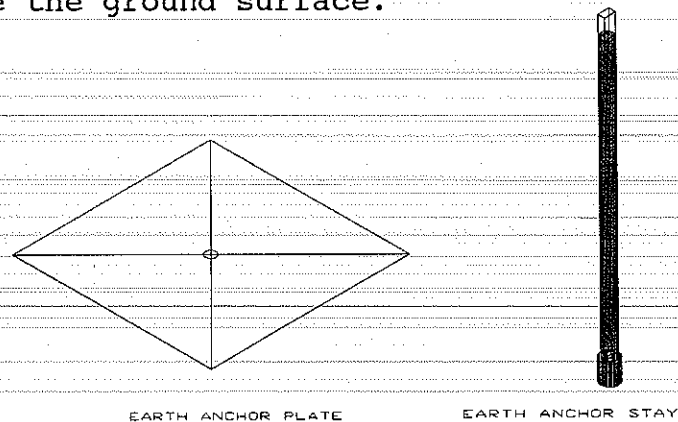 the ground surface.
EARTH ANCHOR PLATE
EARTH ANCHOR STAY